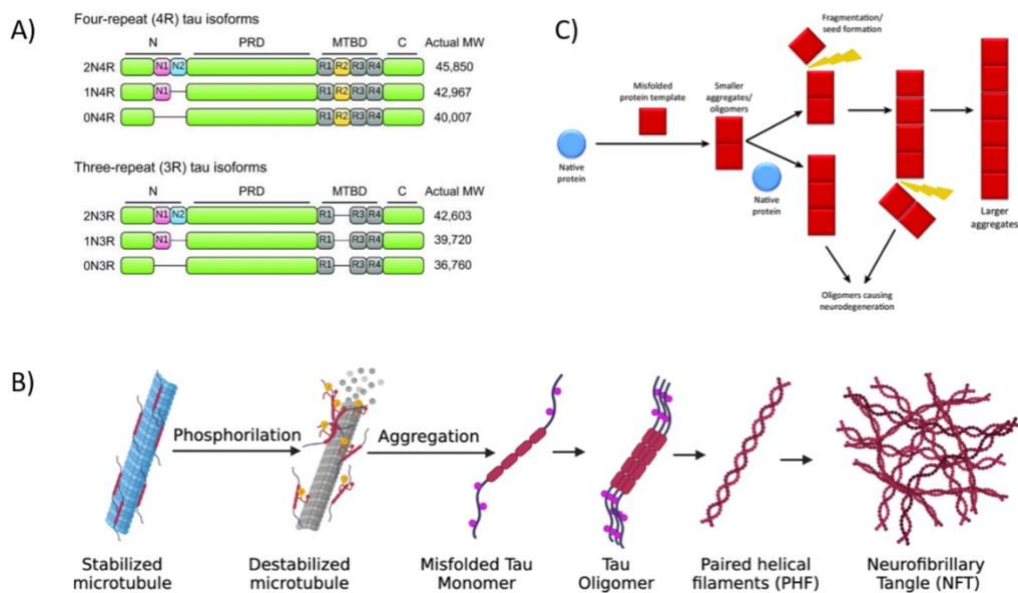 A)
Four-repeat (4R) tau isoforms
N PRD MTBD C Actual MW
2N4R N1 N2 R1 R2 R3 R4 45,850
1N4R N1 R1 R2 R3 R4 42,967
0N4R R1 R2 R3 R4 40,007
Three-repeat (3R) tau isoforms
N PRD MTBD C Actual MW
2N3R N1 N2 R1 R3 R4 42,603
1N3R N1 R1 R3 R4 39,720
0N3R R1 R3 R4 36,760
C)
Fragmentation/
seed formation
Misfolded
protein template
Smaller
aggregates/
oligomers
Native
protein
Native
protein
Larger
aggregates
Oligomers causing
neurodegeneration
B)
Phosphorilation
Aggregation
Stabilized
microtubule
Destabilized
microtubule
Misfolded Tau
Monomer
Tau
Oligomer
Paired helical
filaments (PHF)
Neurofibrillary
Tangle (NFT)